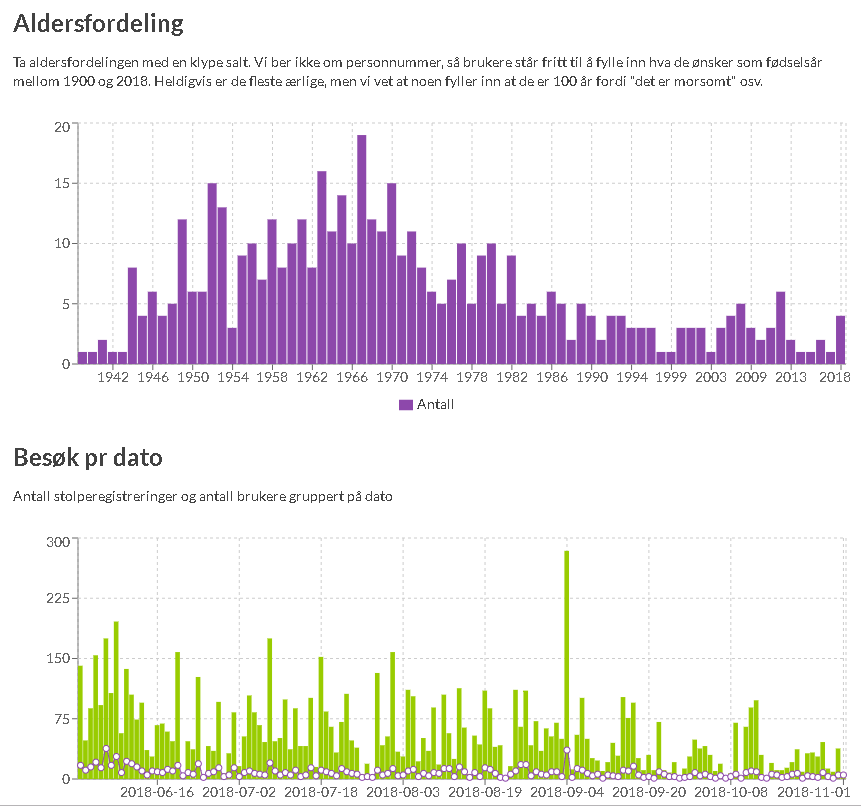 Aldersfordeling
Ta aldersfordelingen med en klype salt. Vi ber ikke om personnummer, så brukere står fritt til å fylle inn hva de ønsker som fødselsår
mellom 1900 og 2018. Heldigvis er de fleste ærlige, men vi vet at noen fyller inn at de er 100 år fordi "det er morsomt" osv.
20
15
10
5
0
1942 1946 1950 1954 1958 1962 1966 1970 1974 1978 1982 1986 1990 1994 1999 2003 2009 2013 2018
Antall
Besøk pr dato
Antall stolperegistreringer og antall brukere gruppert på dato
300
225
150
75
0
2018-06-16 2018-07-02 2018-07-18 2018-08-03 2018-08-19 2018-09-04 2018-09-20 2018-10-08 2018-11-01